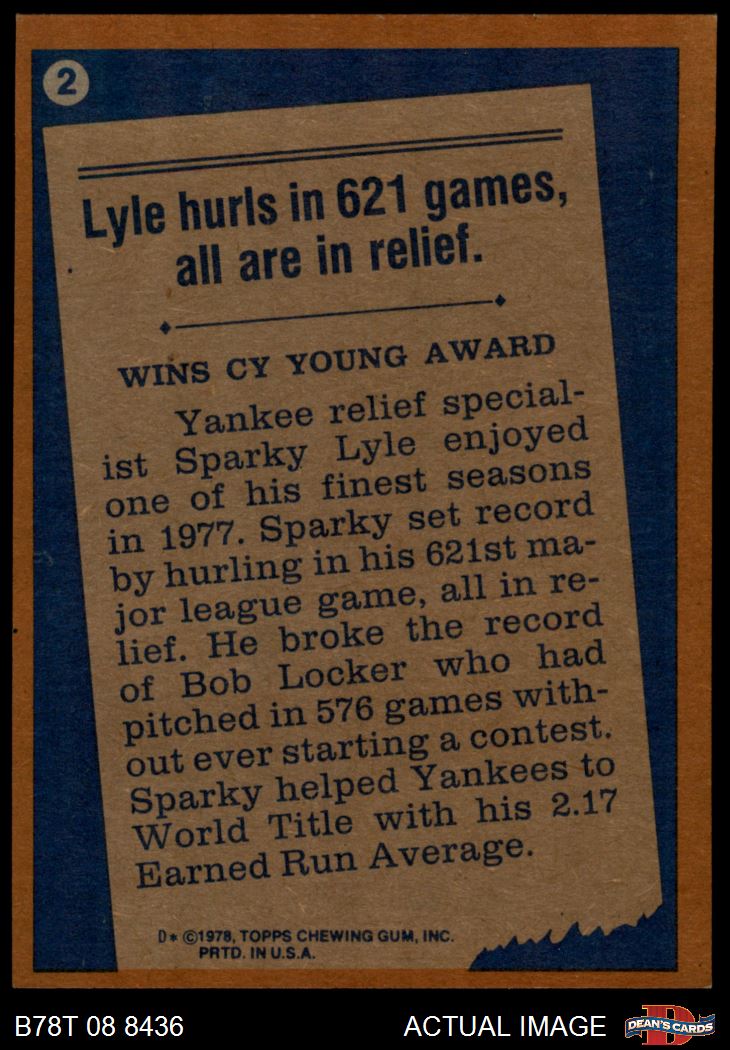 2
Lyle hurls in 621 games,
all are in relief.
WINS CY YOUNG AWARD
Yankee relief special-
ist Sparky Lyle enjoyed
one of his finest seasons
in 1977. Sparky set record
by hurling in his 621st ma-
jor league game, all in re-
lief. He broke the record
of Bob Locker who had
pitched in 576 games with-
out ever starting a contest.
Sparky helped Yankees to
World Title with his 2.17
Earned Run Average.
D* ©1978, TOPPS CHEWING GUM, INC.
PRTD. IN U.S.A.
B78T 08 8436
ACTUAL IMAGE
D
DEAN'S CARDS